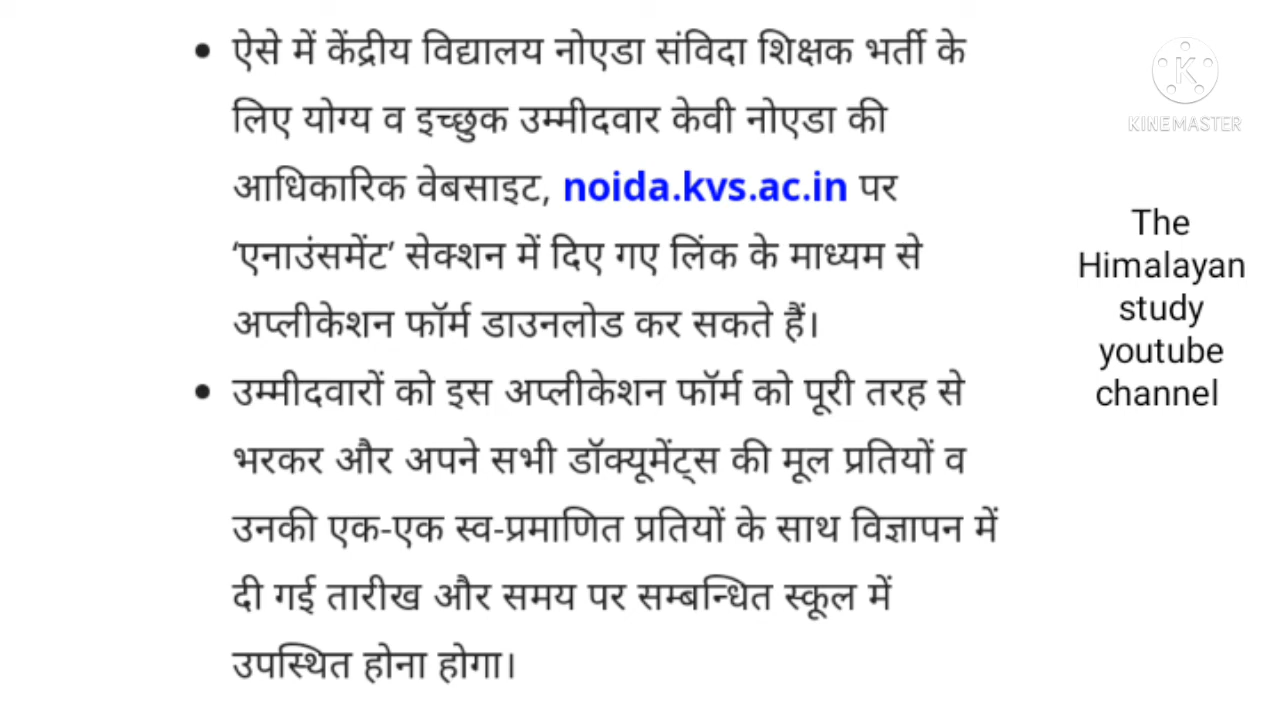 • ऐसे में केंद्रीय विद्यालय नोएडा संविदा शिक्षक भर्ती के
लिए योग्य व इच्छुक उम्मीदवार केवी नोएडा की
आधिकारिक वेबसाइट, noida.kvs.ac.in पर
‘एनाउंसमेंट’ सेक्शन में दिए गए लिंक के माध्यम से
अप्लीकेशन फॉर्म डाउनलोड कर सकते हैं।
• उम्मीदवारों को इस अप्लीकेशन फॉर्म को पूरी तरह से
भरकर और अपने सभी डॉक्यूमेंट्स की मूल प्रतियों व
उनकी एक-एक स्व-प्रमाणित प्रतियों के साथ विज्ञापन में
दी गई तारीख और समय पर सम्बन्धित स्कूल में
उपस्थित होना होगा।
K
KINEMASTER
The
Himalayan
study
youtube
channel